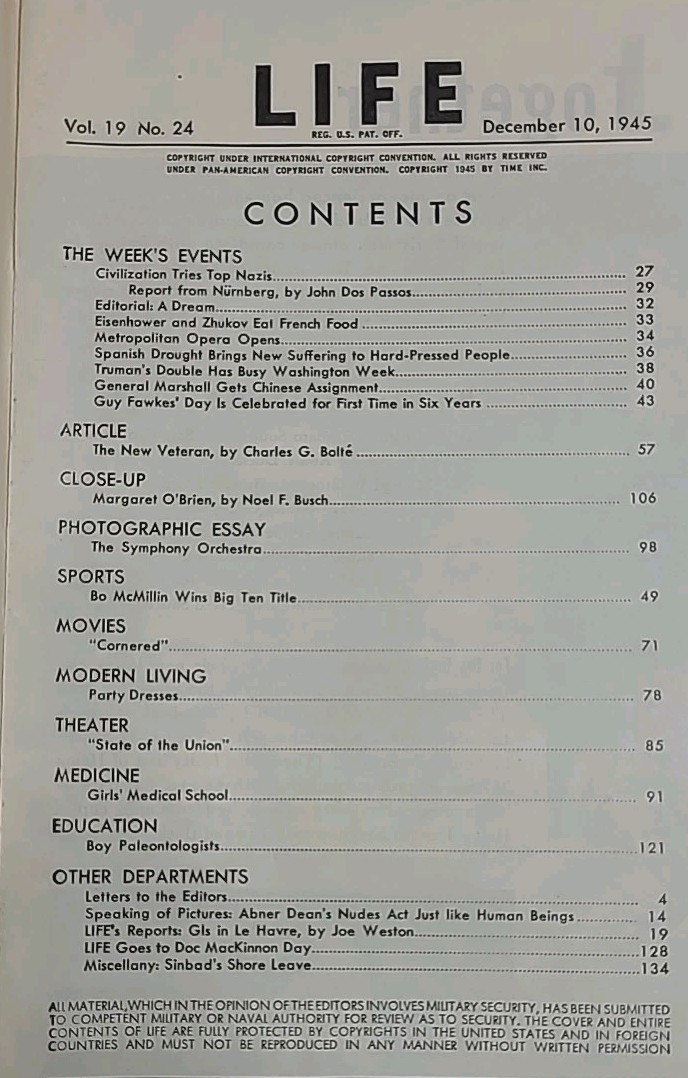 LIFE
REG. U.S. PAT. OFF.
Vol. 19 No. 24
December 10, 1945
COPYRIGHT UNDER INTERNATIONAL COPYRIGHT CONVENTION. ALL RIGHTS RESERVED
UNDER PAN-AMERICAN COPYRIGHT CONVENTION. COPYRIGHT 1945 BY TIME INC.
CONTENTS
THE WEEK'S EVENTS
Civilization Tries Top Nazis 27
Report from Nürnberg, by John Dos Passos 29
Editorial: A Dream 32
Eisenhower and Zhukov Eat French Food 33
Metropolitan Opera Opens 34
Spanish Drought Brings New Suffering to Hard-Pressed People 36
Truman's Double Has Busy Washington Week 38
General Marshall Gets Chinese Assignment 40
Guy Fawkes' Day Is Celebrated for First Time in Six Years 43
ARTICLE
The New Veteran, by Charles G. Bolté 57
CLOSE-UP
Margaret O'Brien, by Noel F. Busch 106
PHOTOGRAPHIC ESSAY
The Symphony Orchestra 98
SPORTS
Bo McMillin Wins Big Ten Title 49
MOVIES
"Cornered" 71
MODERN LIVING
Party Dresses 78
THEATER
"State of the Union" 85
MEDICINE
Girls' Medical School 91
EDUCATION
Boy Paleontologists 121
OTHER DEPARTMENTS
Letters to the Editors 4
Speaking of Pictures: Abner Dean's Nudes Act Just like Human Beings 14
LIFE's Reports: GIs in Le Havre, by Joe Weston 19
LIFE Goes to Doc MacKinnon Day 128
Miscellany: Sinbad's Shore Leave 134
ALL MATERIAL, WHICH IN THE OPINION OF THE EDITORS INVOLVES MILITARY SECURITY, HAS BEEN SUBMITTED
TO COMPETENT MILITARY OR NAVAL AUTHORITY FOR REVIEW AS TO SECURITY. THE COVER AND ENTIRE
CONTENTS OF LIFE ARE FULLY PROTECTED BY COPYRIGHTS IN THE UNITED STATES AND IN FOREIGN
COUNTRIES AND MUST NOT BE REPRODUCED IN ANY MANNER WITHOUT WRITTEN PERMISSION